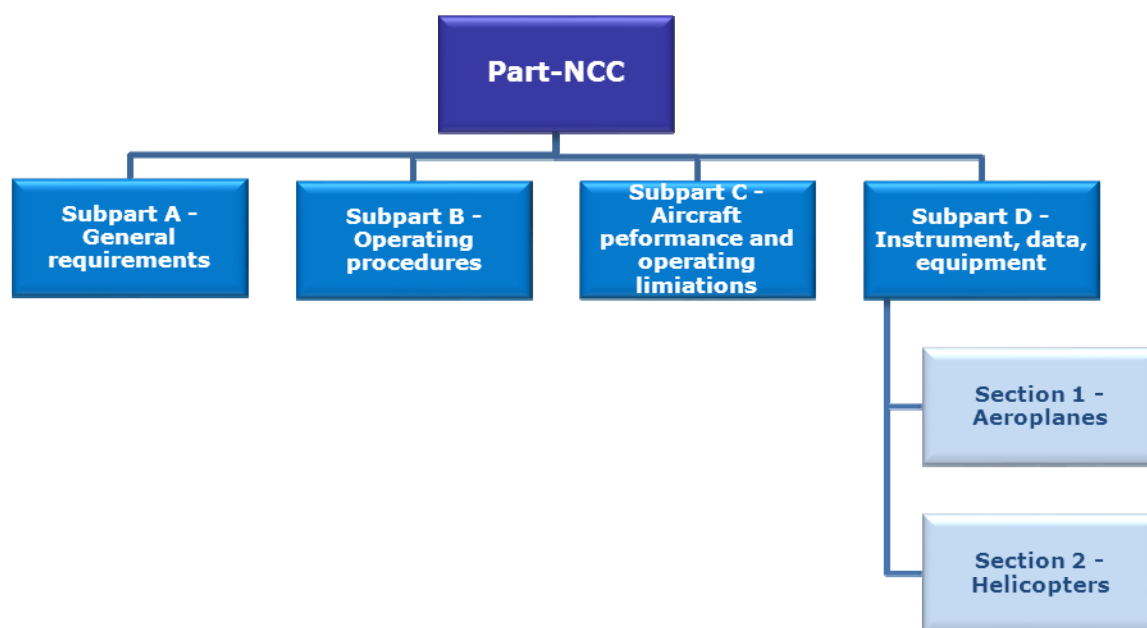 Part-NCC
Subpart A -
General
requirements
Subpart B -
Operating
procedures
Subpart C -
Aircraft
peformance and
operating
limiations
Subpart D -
Instrument, data,
equipment
Section 1 -
Aeroplanes
Section 2 -
Helicopters